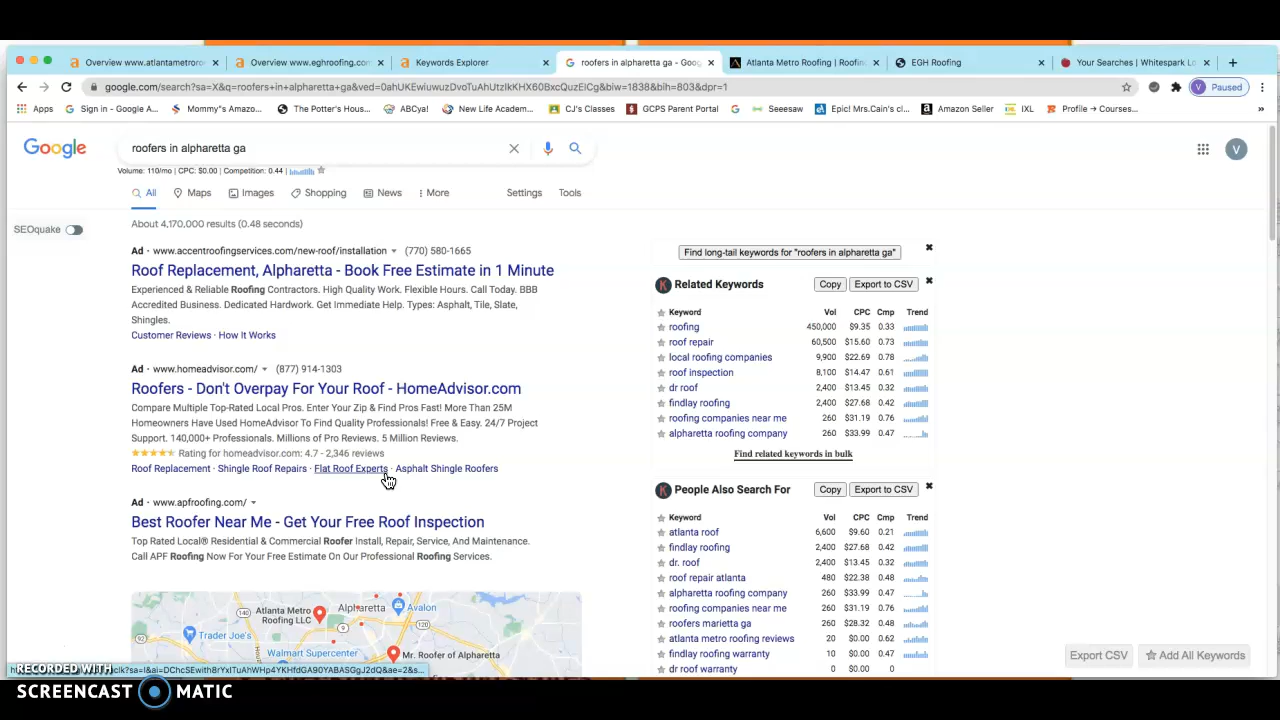 Overview www.atlantametroro
Overview www.eghroofing.com
Keywords Explorer
roofers in alpharetta ga - Goog
Atlanta Metro Roofing | Roofin
EGH Roofing
Your Searches | Whitespark Lo
google.com/search?sa=X&q=roofers+in+alpharetta+ga&ved=0ahUKEwiuwuzDvoTuAhUtzIkKHX60BxcQuzEICg&biw=1838&bih=803&dpr=1
Paused
Apps
Sign in - Google A...
Mommy"s Amazo...
The Potter's Hous...
ABCya!
New Life Academ...
CJ's Classes
GCPS Parent Portal
Seesaw
Epic! Mrs.Cain's cl...
Amazon Seller
IXL
Profile → Courses...
Google
roofers in alpharetta ga
V
Volume: 110/mo | CPC: $0.00 | Competition: 0.44 |
All
Maps
Images
Shopping
News
More
Settings
Tools
About 4,170,000 results (0.48 seconds)
SEOquake
Ad · www.accentroofingservices.com/new-roof/installation (770) 580-1665
Roof Replacement, Alpharetta - Book Free Estimate in 1 Minute
Experienced & Reliable Roofing Contractors. High Quality Work. Flexible Hours. Call Today. BBB
Accredited Business. Dedicated Hardwork. Get Immediate Help. Types: Asphalt, Tile, Slate,
Shingles.
Customer Reviews · How It Works
Ad · www.homeadvisor.com/ (877) 914-1303
Roofers - Don't Overpay For Your Roof - HomeAdvisor.com
Compare Multiple Top-Rated Local Pros. Enter Your Zip & Find Pros Fast! More Than 25M
Homeowners Have Used HomeAdvisor To Find Quality Professionals! Free & Easy. 24/7 Project
Support. 140,000+ Professionals. Millions of Pro Reviews. 5 Million Reviews.
Rating for homeadvisor.com: 4.7 - 2,346 reviews
Roof Replacement · Shingle Roof Repairs · Flat Roof Experts · Asphalt Shingle Roofers
Ad · www.apfroofing.com/
Best Roofer Near Me - Get Your Free Roof Inspection
Top Rated Local® Residential & Commercial Roofer Install, Repair, Service, And Maintenance.
Call APF Roofing Now For Your Free Estimate On Our Professional Roofing Services.
Atlanta Metro
Roofing LLC
Alpharetta
Avalon
140
9
120
92
Trader Joe's
Walmart Supercenter
Mr. Roofer of Alpharetta
Find long-tail keywords for "roofers in alpharetta ga"
Related Keywords
Copy
Export to CSV
Keyword Vol CPC Cmp Trend
roofing 450,000 $9.35 0.33
roof repair 60,500 $15.60 0.73
local roofing companies 9,900 $22.69 0.78
roof inspection 8,100 $14.47 0.61
dr roof 2,400 $13.45 0.32
findlay roofing 2,400 $27.68 0.42
roofing companies near me 260 $31.19 0.76
alpharetta roofing company 260 $33.99 0.47
Find related keywords in bulk
People Also Search For
Copy
Export to CSV
Keyword Vol CPC Cmp Trend
atlanta roof 6,600 $9.60 0.21
findlay roofing 2,400 $27.68 0.42
dr. roof 2,400 $13.45 0.32
roof repair atlanta 480 $22.38 0.48
alpharetta roofing company 260 $33.99 0.47
roofing companies near me 260 $31.19 0.76
roofers marietta ga 260 $28.32 0.48
atlanta metro roofing reviews 20 $0.00 0.62
findlay roofing warranty 10 $0.00 0.47
dr roof warranty 0 $0.00 0
Export CSV
Add All Keywords
RECORDED WITH
SCREENCAST MATIC